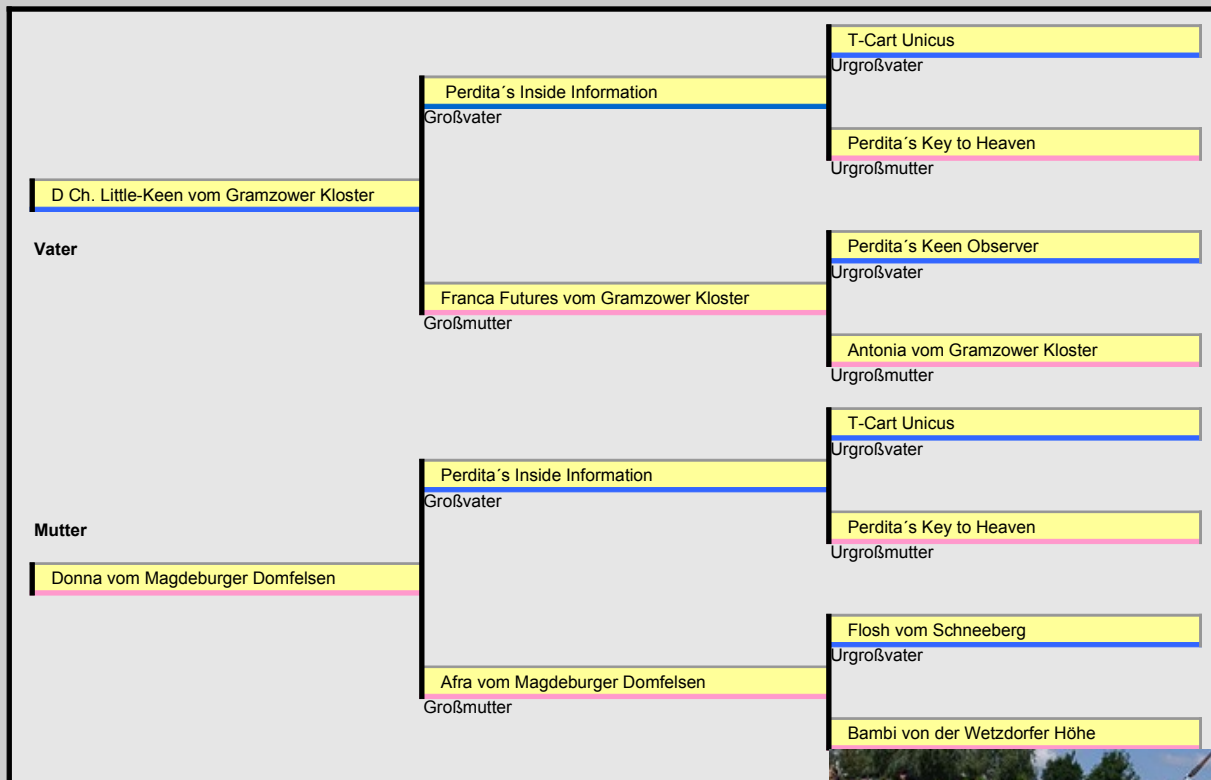 T-Cart Unicus
Urgroßvater
Perdita´s Inside Information
Großvater
Perdita´s Key to Heaven
Urgroßmutter
D Ch. Little-Keen vom Gramzower Kloster
Vater
Perdita´s Keen Observer
Urgroßvater
Franca Futures vom Gramzower Kloster
Großmutter
Antonia vom Gramzower Kloster
Urgroßmutter
T-Cart Unicus
Urgroßvater
Perdita´s Inside Information
Großvater
Perdita´s Key to Heaven
Urgroßmutter
Mutter
Donna vom Magdeburger Domfelsen
Flosh vom Schneeberg
Urgroßvater
Afra vom Magdeburger Domfelsen
Großmutter
Bambi von der Wetzdorfer Höhe